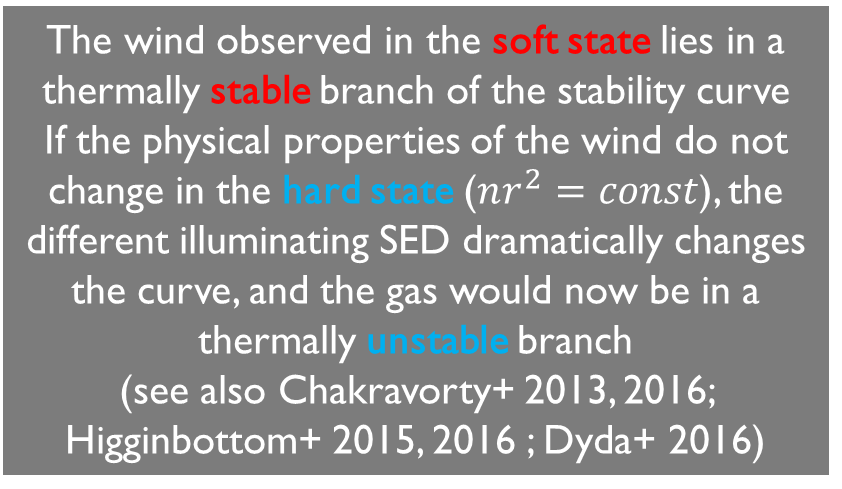 The wind observed in the soft state lies in a
thermally stable branch of the stability curve
If the physical properties of the wind do not
change in the hard state (nr² = const), the
different illuminating SED dramatically changes
the curve, and the gas would now be in a
thermally unstable branch
(see also Chakravorty+ 2013, 2016;
Higginbottom+ 2015, 2016 ; Dyda+ 2016)